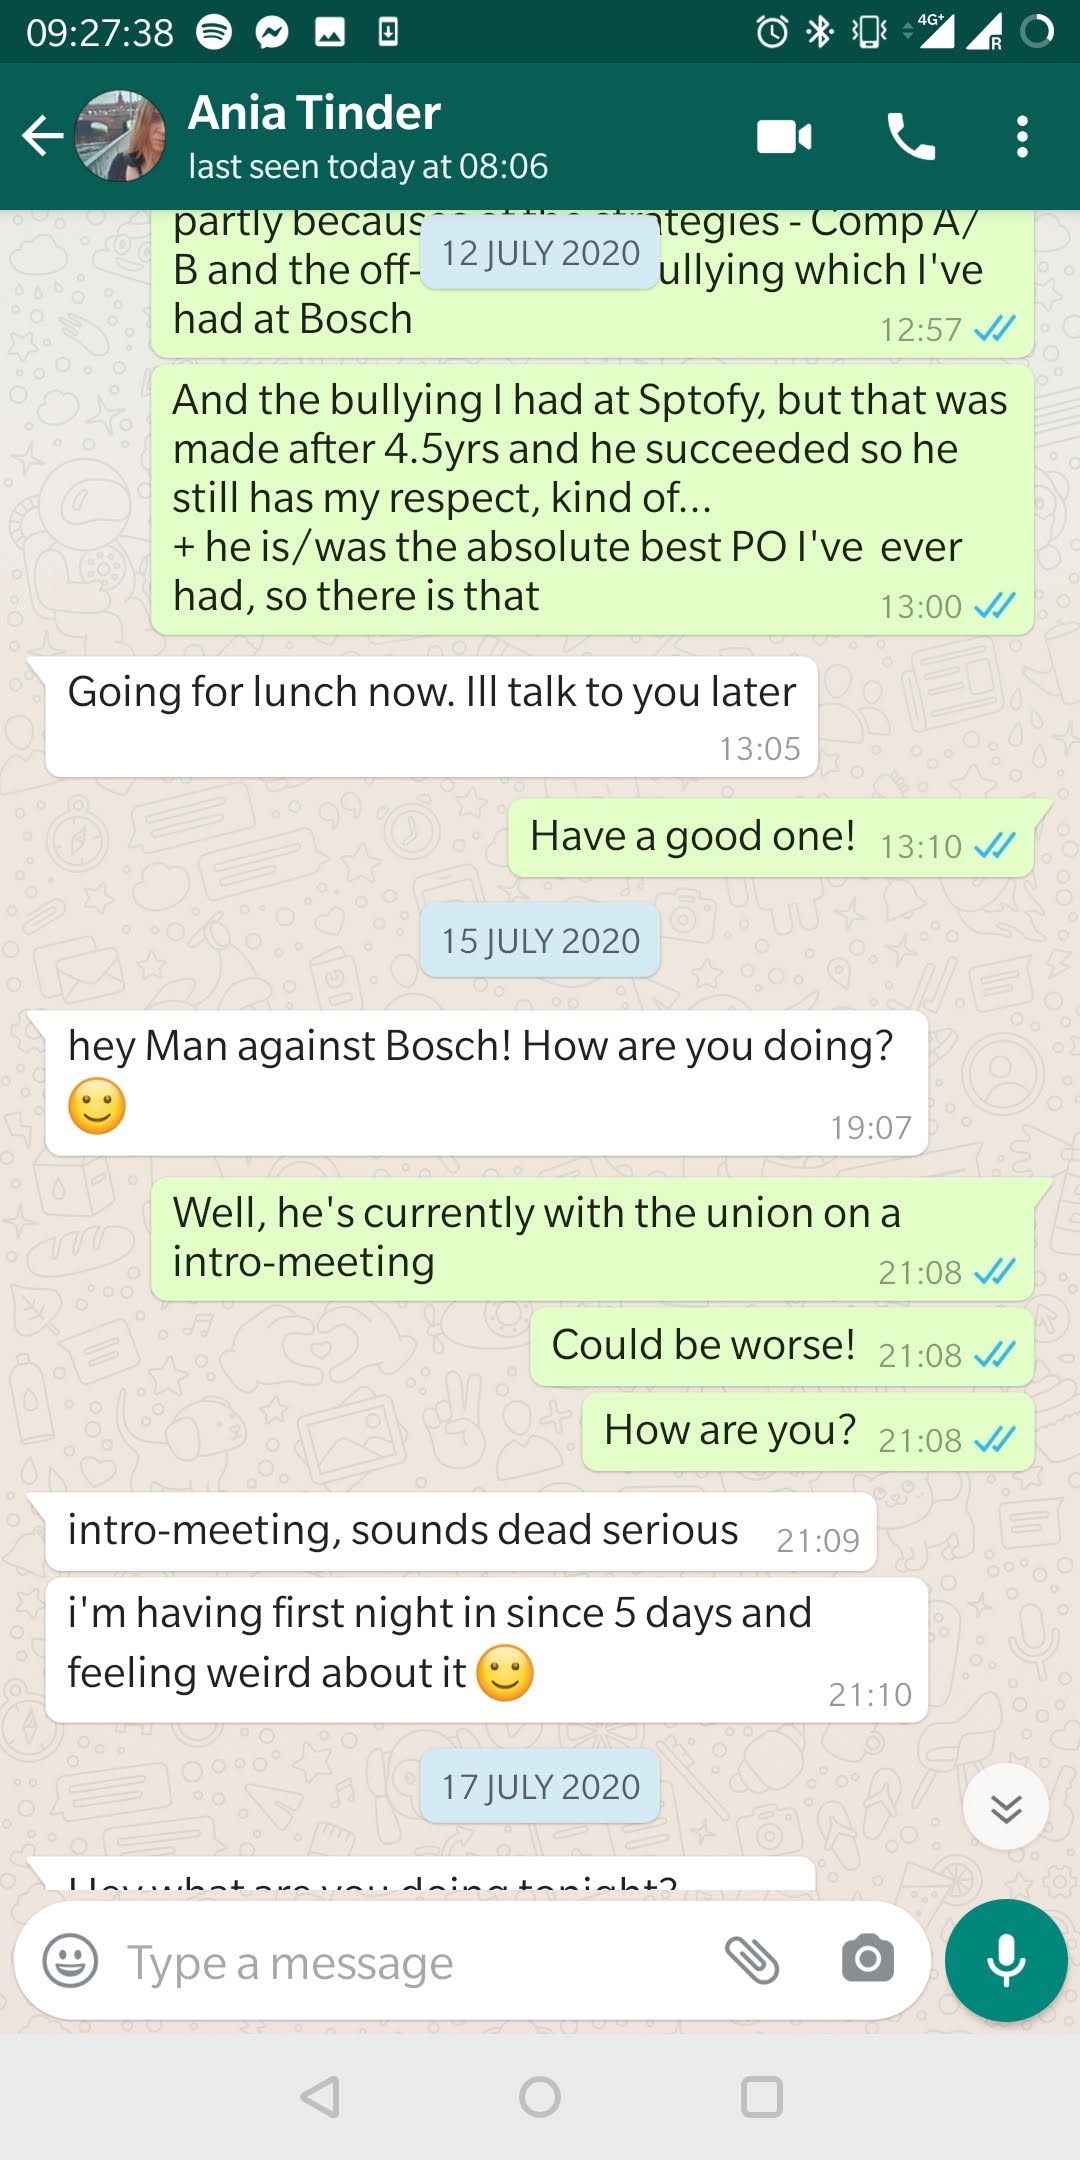 09:27:38
4G+
R
Ania Tinder
last seen today at 08:06
partly
12 JULY 2020
- Comp A/
B and the off-
which I've
had at Bosch
12:57
And the bullying I had at Sptofy, but that was
made after 4.5yrs and he succeeded so he
still has my respect, kind of...
+ he is/was the absolute best PO I've ever
had, so there is that
13:00
Going for lunch now. Ill talk to you later
13:05
Have a good one! 13:10
15 JULY 2020
hey Man against Bosch! How are you doing?
🙂
19:07
Well, he's currently with the union on a
intro-meeting
21:08
Could be worse! 21:08
How are you? 21:08
intro-meeting, sounds dead serious 21:09
i'm having first night in since 5 days and
feeling weird about it 🙂
21:10
17 JULY 2020
Hey what are you doing tonight?
Type a message